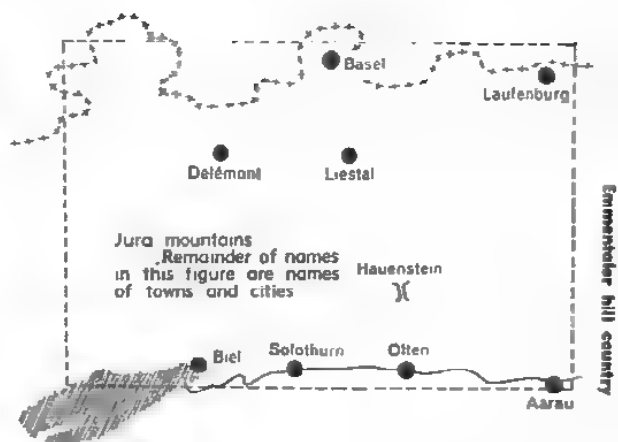 Basel
Laufenburg
Delémont
Liestal
Jura mountains
Remainder of names
in this figure are names
of towns and cities
Hauenstein
Biel
Solothurn
Olten
Aarau
Emmentaler hill country